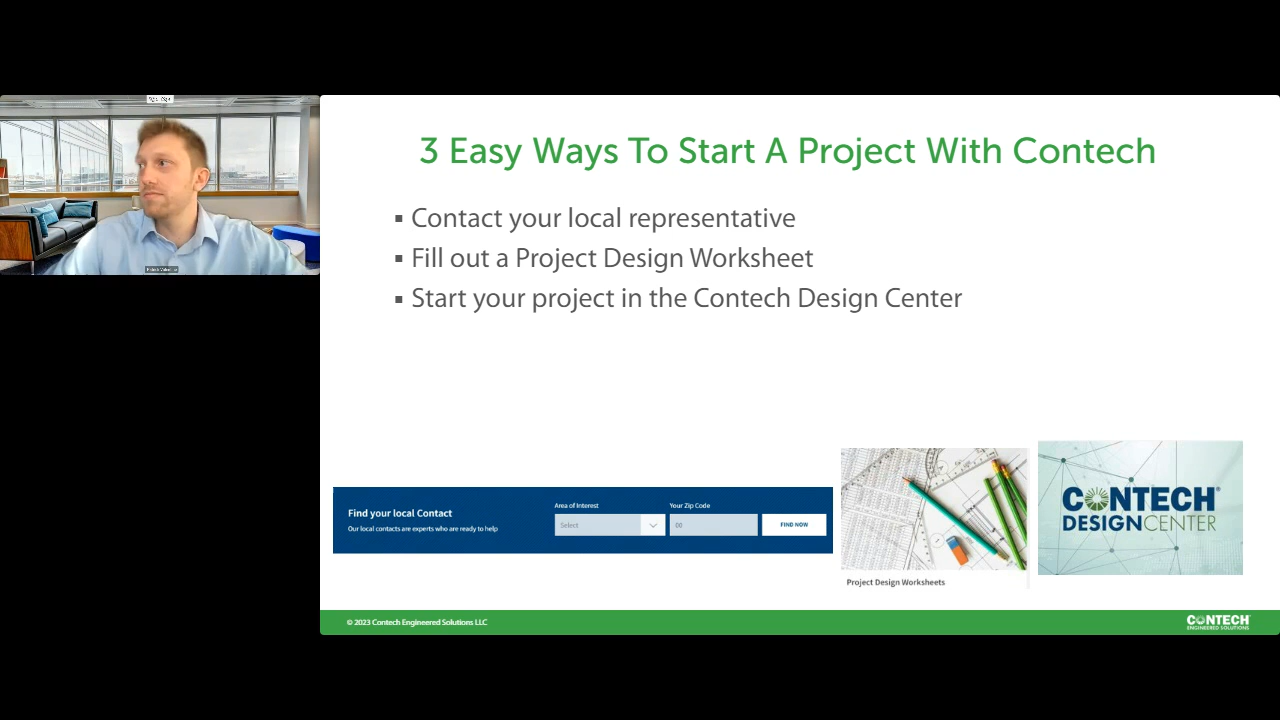 3 Easy Ways To Start A Project With Contech
▪ Contact your local representative
▪ Fill out a Project Design Worksheet
▪ Start your project in the Contech Design Center
Find your local Contact
Our local contacts are experts who are ready to help
Area of Interest
Select
Your Zip Code
FIND NOW
Project Design Worksheets
CONTECH®
DESIGNCENTER
© 2023 Contech Engineered Solutions LLC
CONTECH®
ENGINEERED SOLUTIONS